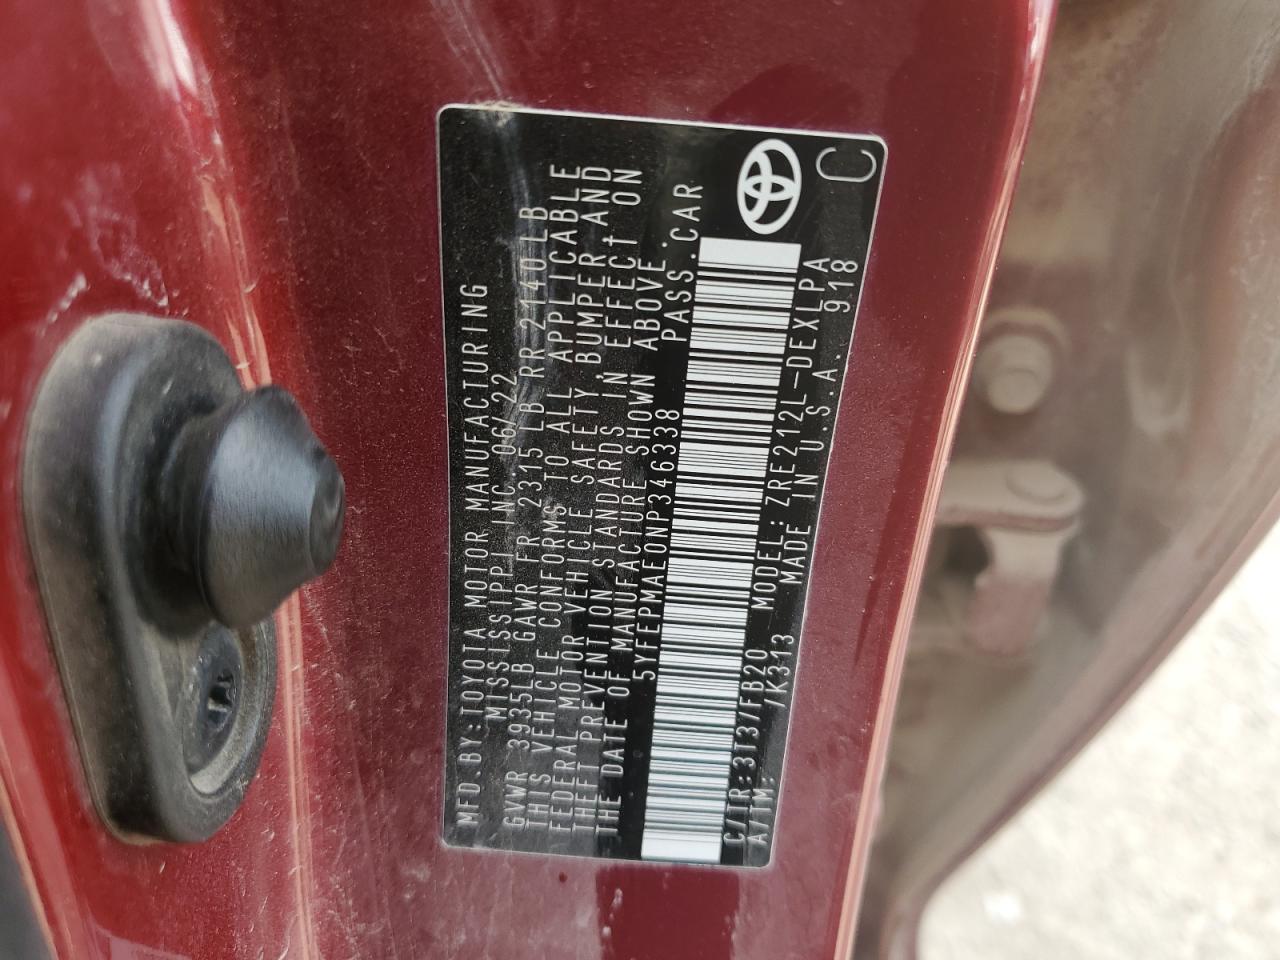 MFD.BY:TOYOTA MOTOR MANUFACTURING
MISSISSIPPI,INC. 06/22
GVWR 3935LB GAWR FR 2315 LB RR 2140 LB
THIS VEHICLE CONFORMS TO ALL APPLICABLE
FEDERAL MOTOR VEHICLE SAFETY, BUMPER, AND
THEFT PREVENTION STANDARDS IN EFFECT ON
THE DATE OF MANUFACTURE SHOWN ABOVE.
5YFEPMAE0NP346338 PASS.CAR
C/TR:3T3/FB20 MODEL:ZRE212L-DEXLPA
A/TM: /K313 MADE IN U.S.A. 918
C